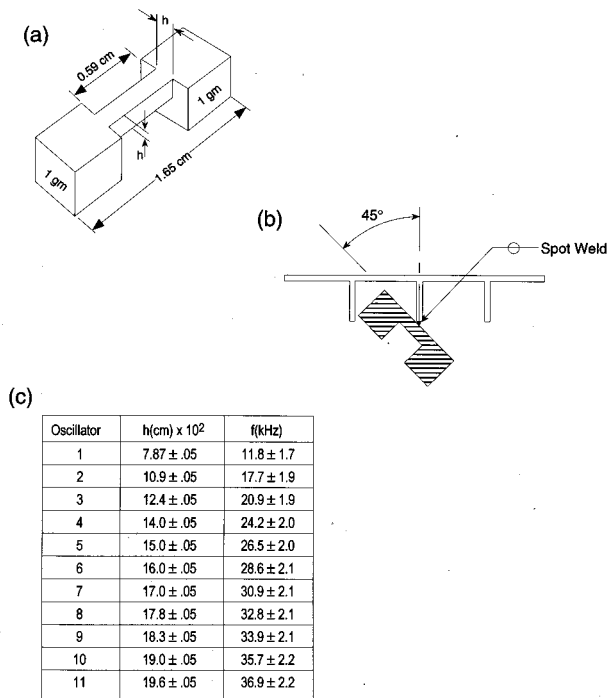 (a)
h
0.59 cm
1 gm
h
1.65 cm
1 gm
(b)
45°
Spot Weld
(c)
Oscillator h(cm) x 10² f(kHz)
1 7.87 ± .05 11.8 ± 1.7
2 10.9 ± .05 17.7 ± 1.9
3 12.4 ± .05 20.9 ± 1.9
4 14.0 ± .05 24.2 ± 2.0
5 15.0 ± .05 26.5 ± 2.0
6 16.0 ± .05 28.6 ± 2.1
7 17.0 ± .05 30.9 ± 2.1
8 17.8 ± .05 32.8 ± 2.1
9 18.3 ± .05 33.9 ± 2.1
10 19.0 ± .05 35.7 ± 2.2
11 19.6 ± .05 36.9 ± 2.2